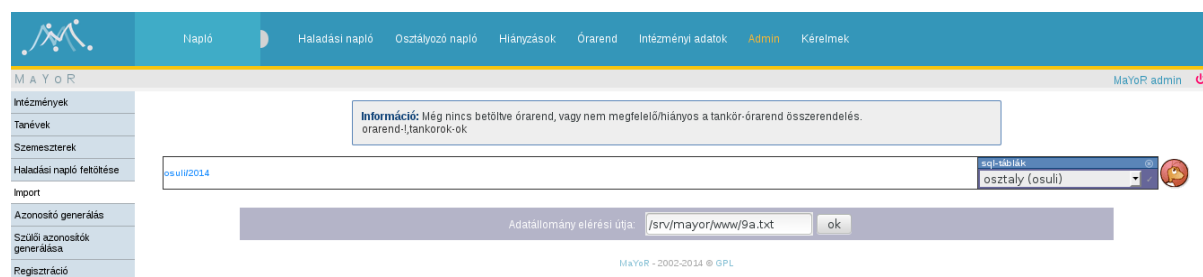 Napló
Haladási napló
Osztályozó napló
Hiányzások
Órarend
Intézményi adatok
Admin
Kérelmek
MaYoR
MaYoR admin
Intézmények
Tanévek
Szemeszterek
Haladási napló feltöltése
Import
Azonosító generálás
Szülői azonosítók
generálása
Regisztráció
Információ: Még nincs betöltve órarend, vagy nem megfelelő/hiányos a tankör-órarend összerendelés.
orarend-!,tankorok-ok
osuli/2014
sql-táblák
osztaly (osuli)
Adatállomány elérési útja: /srv/mayor/www/9a.txt ok
MaYoR - 2002-2014 © GPL